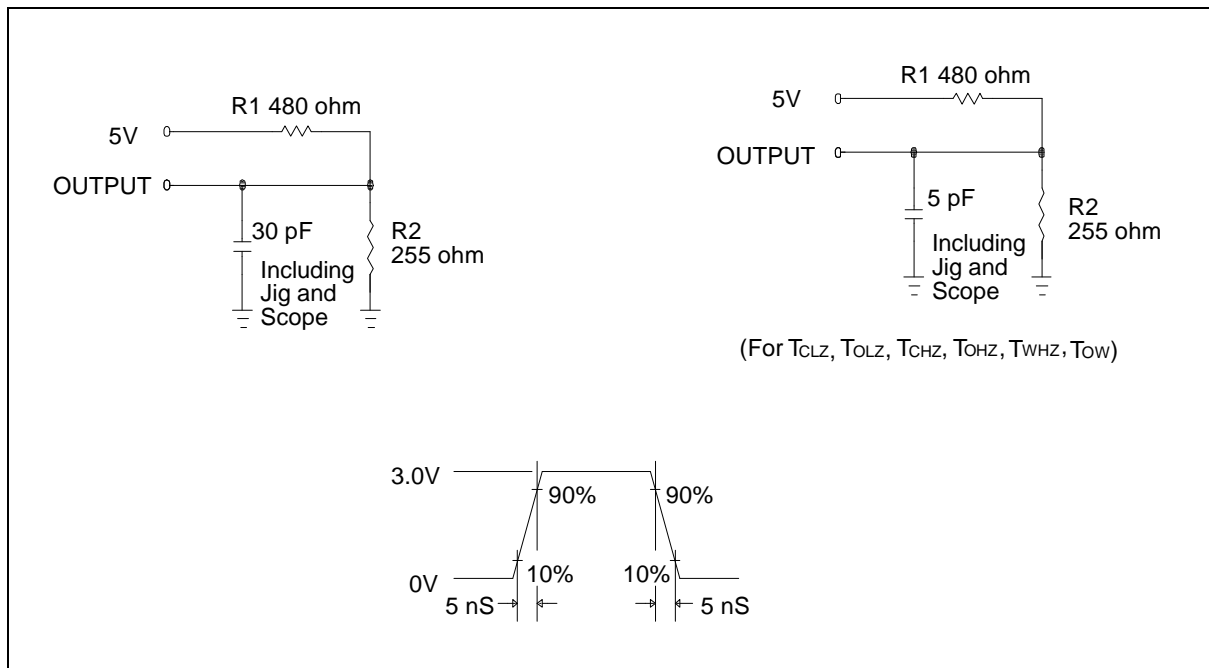 R1 480 ohm
5V
OUTPUT
30 pF
Including
Jig and
Scope
R2
255 ohm
R1 480 ohm
5V
OUTPUT
5 pF
Including
Jig and
Scope
R2
255 ohm
(For TCLZ, TOLZ, TCHZ, TOHZ, TWHZ, TOW)
3.0V
90%
90%
0V
10%
10%
5 nS
5 nS